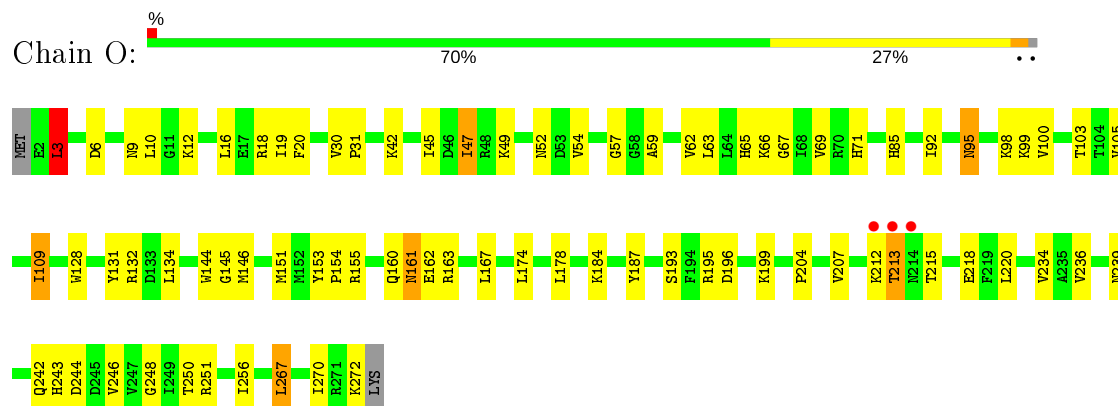 %
Chain O:
70% 27% • •
MET E2 L3 D6 N9 L10 G11 K12 L16 E17 R18 I19 F20 V30 P31 K42 I45 D46 I47 R48 K49 N52 D53 V54 G57 G58 A59 V62 L63 L64 H65 K66 G67 I68 V69 R70 H71 H85 I92 N95 K98 K99 V100 T103 T104
I109 W128 Y131 R132 D133 L134 W144 G145 M146 M151 M152 Y153 P154 R155 Q160 N161 E162 R163 L167 L174 L178 K184 Y187 S193 F194 R195 D196 K199 P204 V207 K212 T213 N214 T215 E218 F219 L220 V234 A235 V236
Q242 H243 D244 D245 V246 V247 G248 I249 T250 R251 I256 L267 I270 R271 K272 LYS